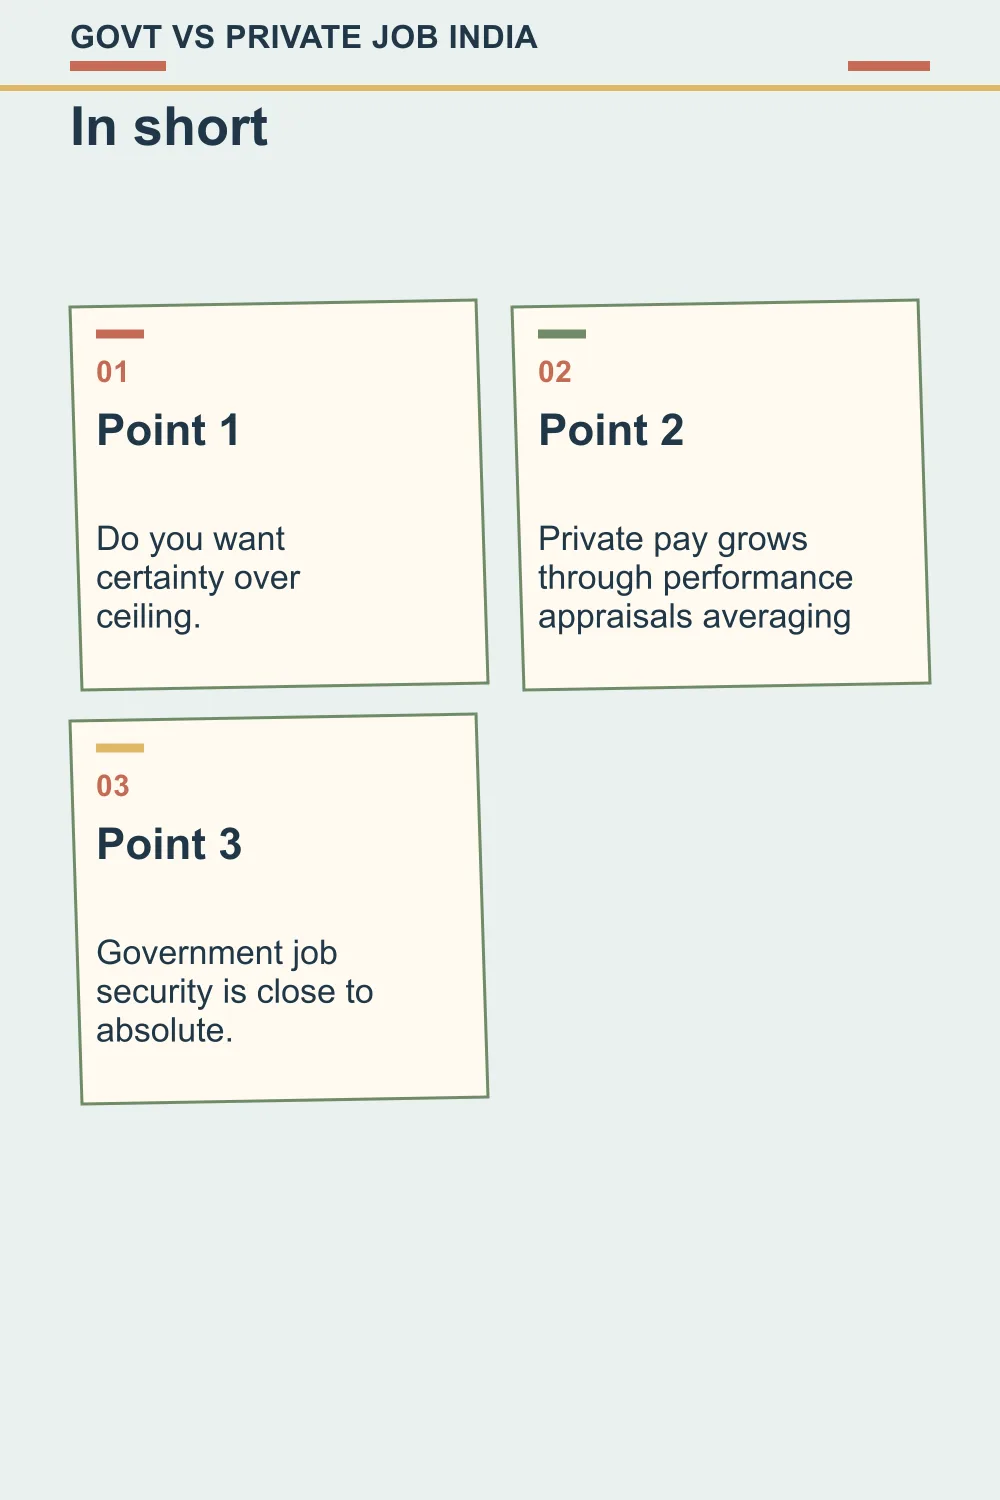 GOVT VS PRIVATE JOB INDIA
In short
01
Point 1
Do you want
certainty over
ceiling.
02
Point 2
Private pay grows
through performance
appraisals averaging
03
Point 3
Government job
security is close to
absolute.